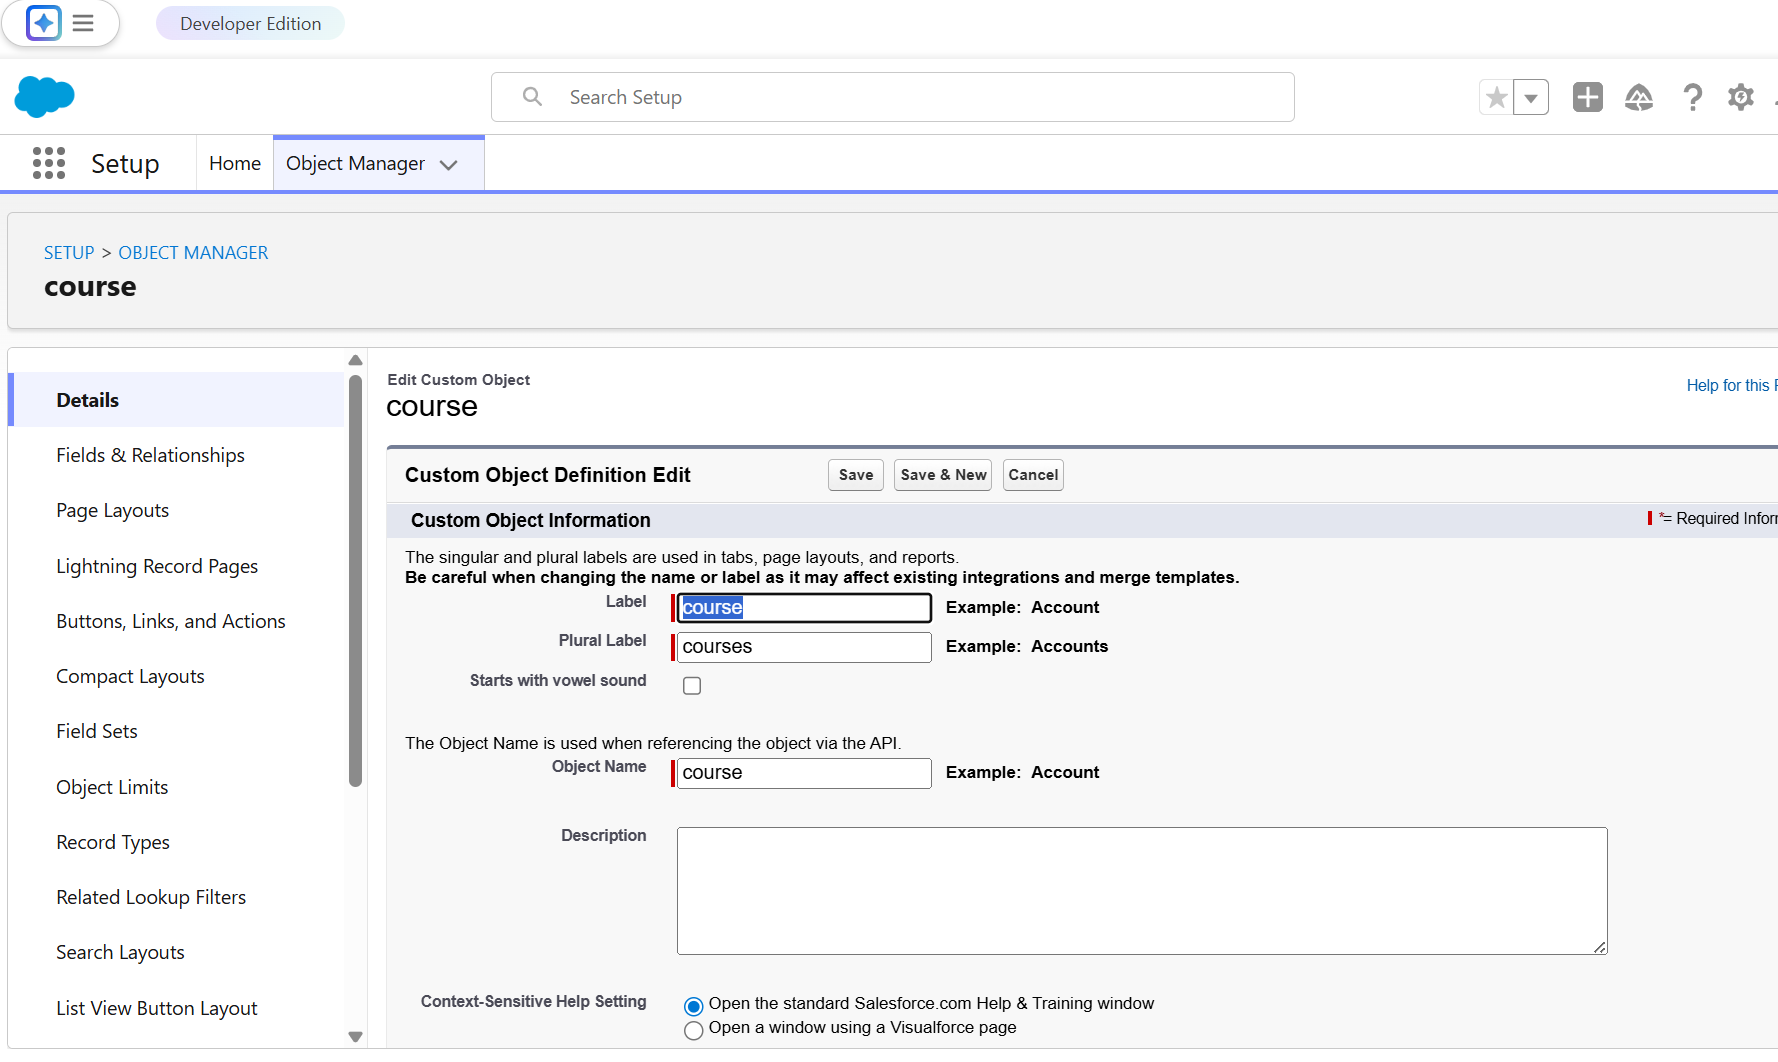 Developer Edition
Search Setup
Setup
Home
Object Manager
SETUP > OBJECT MANAGER
course
Details
Fields & Relationships
Page Layouts
Lightning Record Pages
Buttons, Links, and Actions
Compact Layouts
Field Sets
Object Limits
Record Types
Related Lookup Filters
Search Layouts
List View Button Layout
Edit Custom Object
course
Help for this
Custom Object Definition Edit
Save
Save & New
Cancel
Custom Object Information
*= Required Infor
The singular and plural labels are used in tabs, page layouts, and reports.
Be careful when changing the name or label as it may affect existing integrations and merge templates.
Label course Example: Account
Plural Label courses Example: Accounts
Starts with vowel sound
The Object Name is used when referencing the object via the API.
Object Name course Example: Account
Description
Context-Sensitive Help Setting Open the standard Salesforce.com Help & Training window
Open a window using a Visualforce page